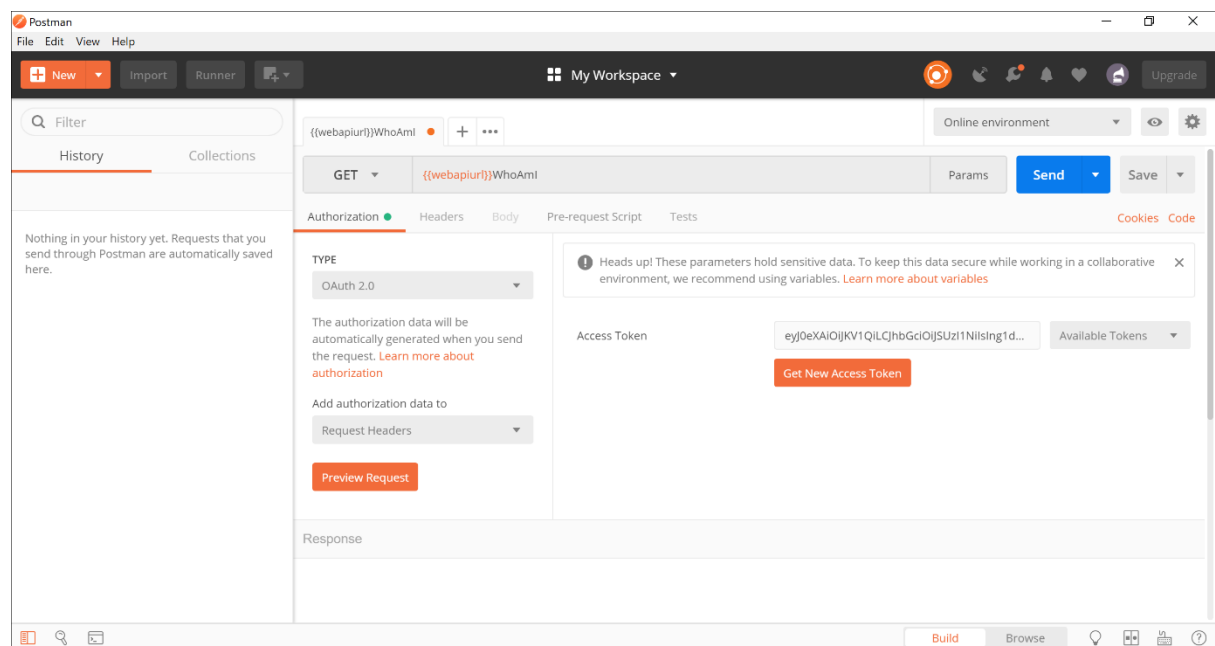 Postman
File Edit View Help
New
Import
Runner
My Workspace
Upgrade
Filter
History
Collections
Nothing in your history yet. Requests that you
send through Postman are automatically saved
here.
{{webapiurl}}WhoAmI
Online environment
GET
{{webapiurl}}WhoAmI
Params
Send
Save
Authorization
Headers
Body
Pre-request Script
Tests
Cookies
Code
TYPE
OAuth 2.0
The authorization data will be
automatically generated when you send
the request. Learn more about
authorization
Add authorization data to
Request Headers
Preview Request
Heads up! These parameters hold sensitive data. To keep this data secure while working in a collaborative
environment, we recommend using variables. Learn more about variables
Access Token
eyJ0eXAiOiJKV1QiLCJhbGciOiJSUzI1NiIsIng1d...
Available Tokens
Get New Access Token
Response
Build
Browse